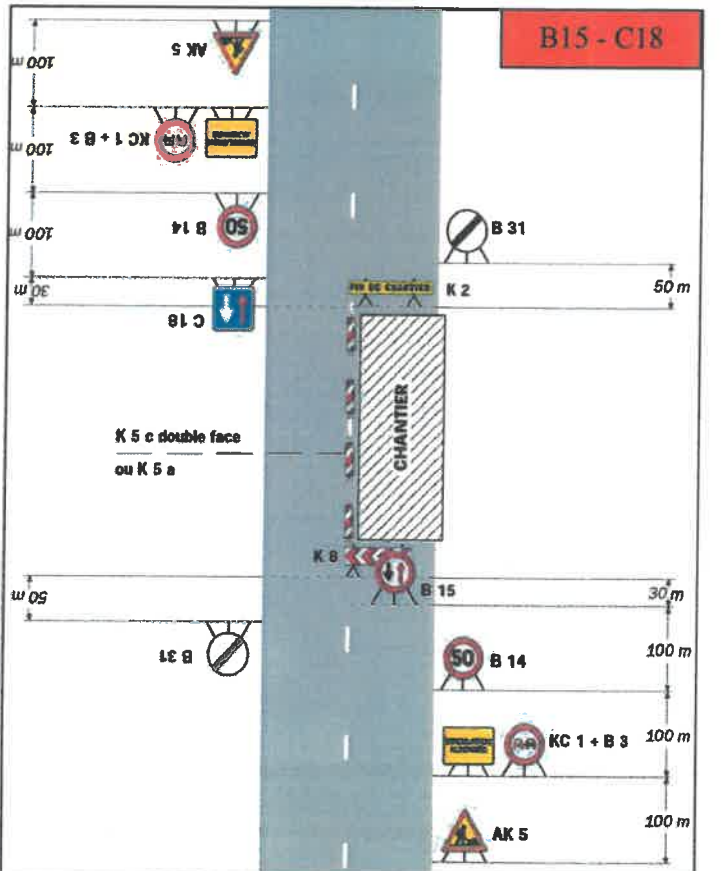 B15 - C18
AK 5
100 m
KC 1 + B 3
100 m
B 14
50
100 m
C 18
30 m
B 31
FIN DE CHANTIER
K 2
50 m
CHANTIER
K 5 c double face
ou K 5 a
K 8
B 15
30 m
50 m
B 31
50
B 14
100 m
KC 1 + B 3
100 m
AK 5
100 m